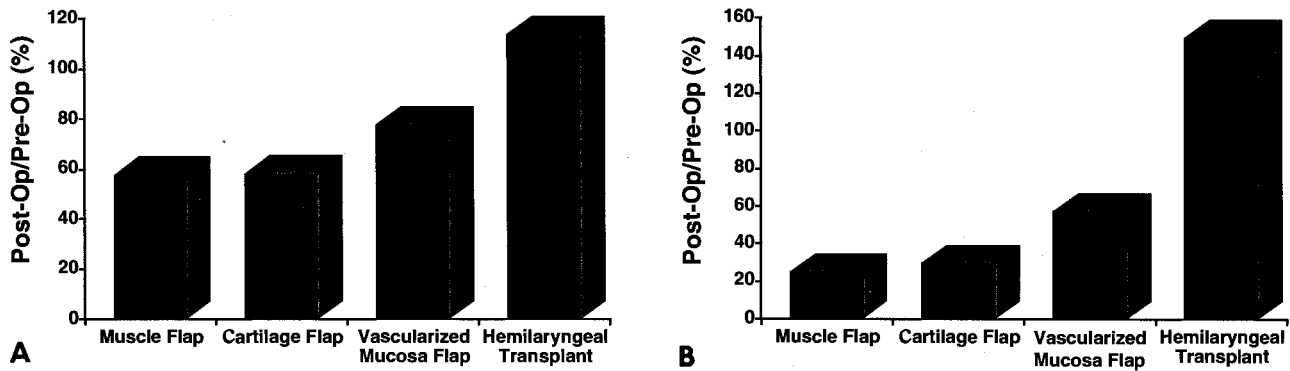 Post-Op/Pre-Op (%)
120
100
80
60
40
20
0
Muscle Flap
Cartilage Flap
Vascularized
Mucosa Flap
Hemilaryngeal
Transplant
A
Post-Op/Pre-Op (%)
160
140
120
100
80
60
40
20
0
Muscle Flap
Cartilage Flap
Vascularized
Mucosa Flap
Hemilaryngeal
Transplant
B